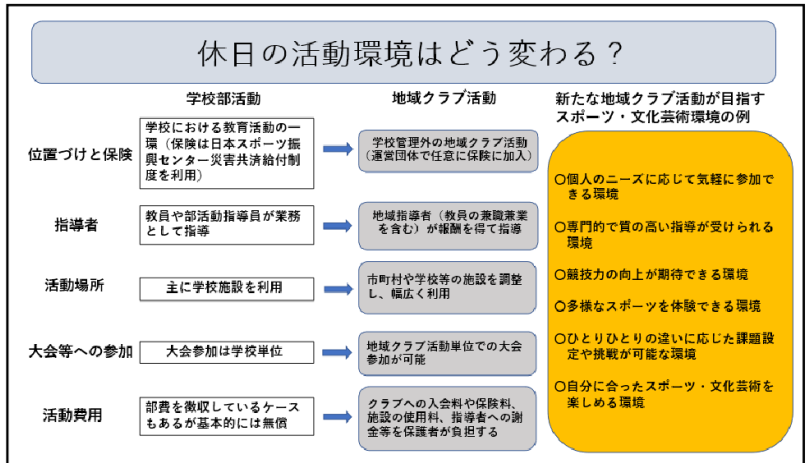 休日の活動環境はどう変わる？
学校部活動
地域クラブ活動
新たな地域クラブ活動が目指す
スポーツ・文化芸術環境の例
位置づけと保険
学校における教育活動の一
環（保険は日本スポーツ振
興センター災害共済給付制
度を利用）
学校管理外の地域クラブ活動
（運営団体で任意に保険に加入）
指導者
教員や部活動指導員が業務
として指導
地域指導者（教員の兼職兼業
を含む）が報酬を得て指導
活動場所
主に学校施設を利用
市町村や学校等の施設を調整
し、幅広く利用
大会等への参加
大会参加は学校単位
地域クラブ活動単位での大会
参加が可能
活動費用
部費を徴収しているケース
もあるが基本的には無償
クラブへの入会料や保険料、
施設の使用料、指導者への謝
金等を保護者が負担する
〇個人のニーズに応じて気軽に参加で
きる環境
〇専門的で質の高い指導が受けられる
環境
〇競技力の向上が期待できる環境
〇多様なスポーツを体験できる環境
〇ひとりひとりの違いに応じた課題設
定や挑戦が可能な環境
〇自分に合ったスポーツ・文化芸術を
楽しめる環境